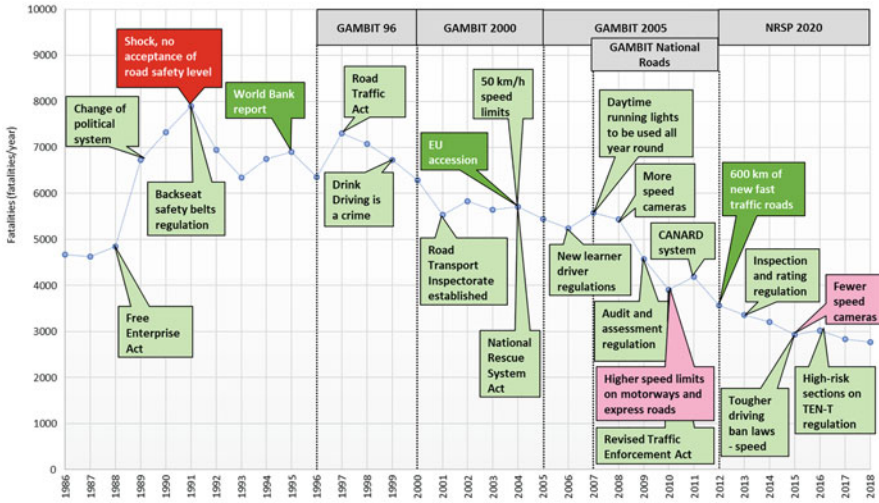 GAMBIT 96
GAMBIT 2000
GAMBIT 2005
NRSP 2020
GAMBIT National
Roads
Fatalities (fatalities/year)
10000
9000
8000
7000
6000
5000
4000
3000
2000
1000
0
Shock, no
acceptance of
road safety level
Change of
political
system
World Bank
report
Road
Traffic
Act
50 km/h
speed
limits
Daytime
running lights
to be used all
year round
EU
accession
600 km of
new fast
traffic roads
Backseat
safety belts
regulation
Drink
Driving is
a crime
More
speed
cameras
CANARD
system
Road
Transport
Inspectorate
established
New learner
driver
regulations
Inspection
and rating
regulation
Fewer
speed
cameras
Free
Enterprise
Act
National
Rescue
System
Act
Audit and
assessment
regulation
Higher speed limits
on motorways and
express roads
Revised Traffic
Enforcement Act
Tougher
driving
ban laws
- speed
High-risk
sections on
TEN-T
regulation
1986
1987
1988
1989
1990
1991
1992
1993
1994
1995
1996
1997
1998
1999
2000
2001
2002
2003
2004
2005
2006
2007
2008
2009
2010
2011
2012
2013
2014
2015
2016
2017
2018